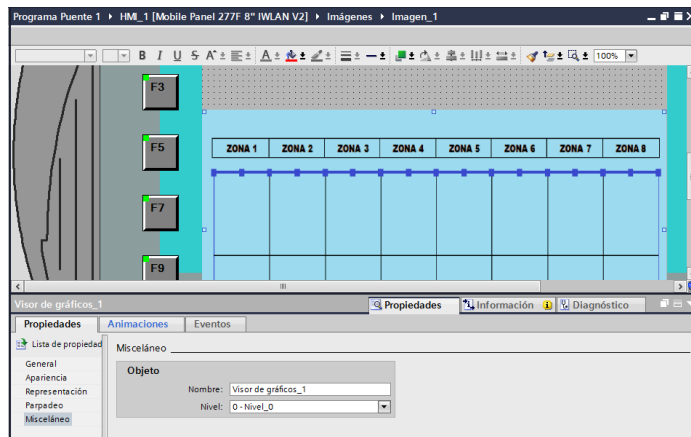 Programa Puente 1 ▸ HMI_1 [Mobile Panel 277F 8" IWLAN V2] ▸ Imágenes ▸ Imagen_1
B I U S A 100%
F3
F5
ZONA 1 ZONA 2 ZONA 3 ZONA 4 ZONA 5 ZONA 6 ZONA 7 ZONA 8
F7
F9
Visor de gráficos_1 Propiedades Información Diagnóstico
Propiedades Animaciones Eventos
Lista de propiedad
Misceláneo
General
Apariencia
Representación
Parpadeo
Misceláneo
Objeto
Nombre: Visor de gráficos_1
Nivel: 0 - Nivel_0